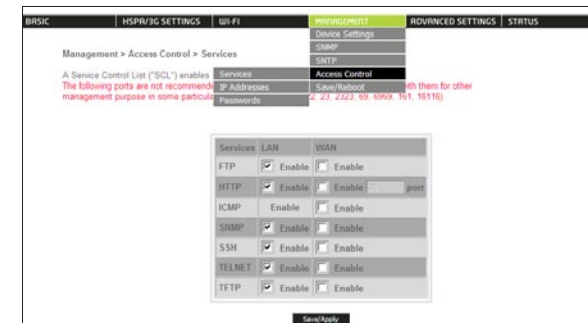 BASIC HSPA/3G SETTINGS WI-FI MANAGEMENT ADVANCED SETTINGS STATUS
Device Settings
SNMP
SNTP
Access Control
Save/Reboot
Services
IP Addresses
Passwords
Management > Access Control > Services
A Service Control List ("SCL") enables
The following ports are not recommende th them for other
management purpose in some particula 2, 23, 2323, 69, 6969, 161, 16116)
Services LAN WAN
FTP Enable Enable
HTTP Enable Enable port
ICMP Enable Enable
SNMP Enable Enable
SSH Enable Enable
TELNET Enable Enable
TFTP Enable Enable
Save/Apply